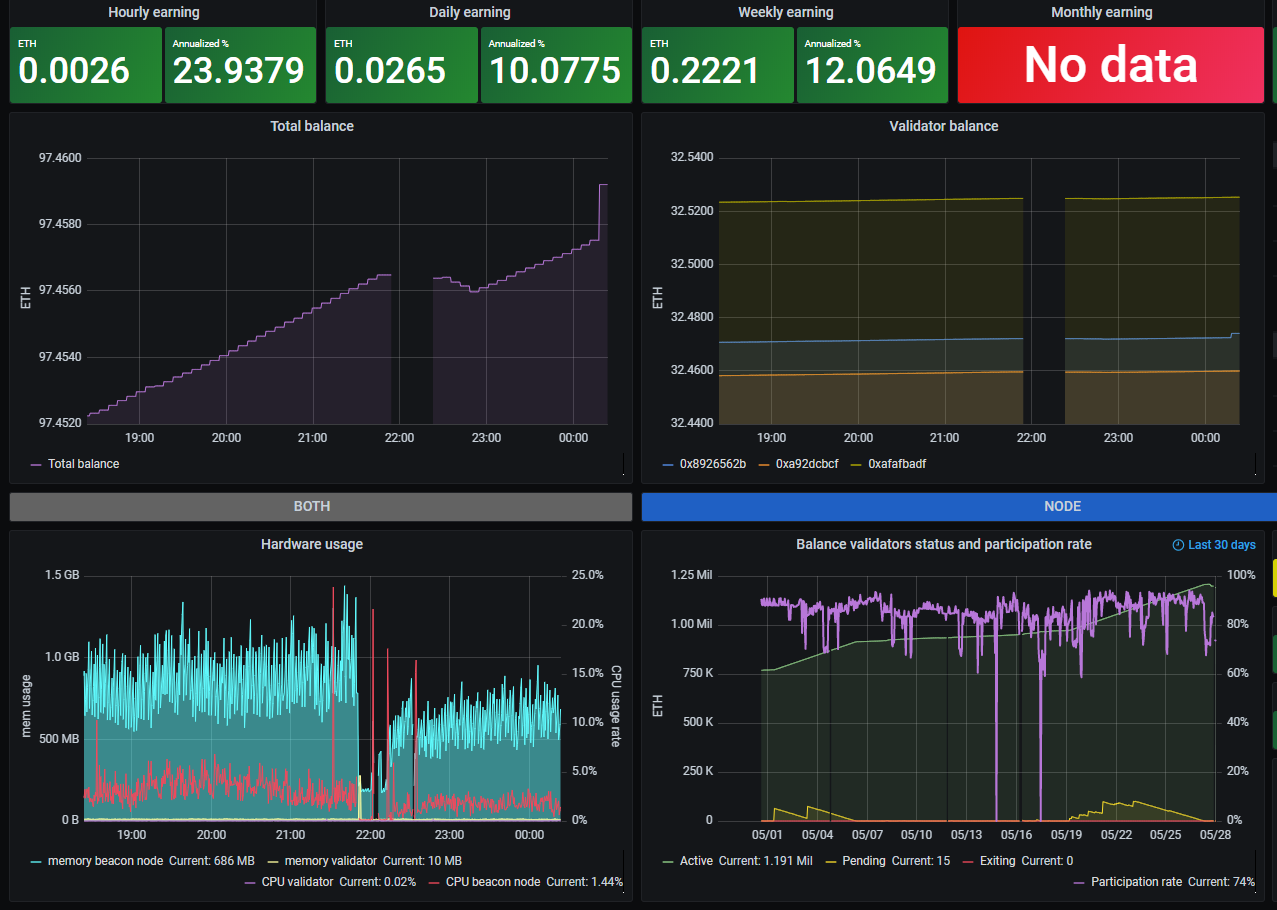 Hourly earning
Daily earning
Weekly earning
Monthly earning
ETH
0.0026
Annualized %
23.9379
ETH
0.0265
Annualized %
10.0775
ETH
0.2221
Annualized %
12.0649
No data
Total balance
97.4600
97.4580
97.4560
97.4540
97.4520
ETH
19:00 20:00 21:00 22:00 23:00 00:00
Total balance
Validator balance
32.5400
32.5200
32.5000
32.4800
32.4600
32.4400
ETH
19:00 20:00 21:00 22:00 23:00 00:00
0x8926562b 0xa92dcbcf 0xafafbadf
BOTH
NODE
Hardware usage
1.5 GB
1.0 GB
500 MB
0 B
mem usage
25.0%
20.0%
15.0%
10.0%
5.0%
0%
CPU usage rate
19:00 20:00 21:00 22:00 23:00 00:00
memory beacon node Current: 686 MB memory validator Current: 10 MB
CPU validator Current: 0.02% CPU beacon node Current: 1.44%
Balance validators status and participation rate
Last 30 days
1.25 Mil
1.00 Mil
750 K
500 K
250 K
0
ETH
100%
80%
60%
40%
20%
0%
05/01 05/04 05/07 05/10 05/13 05/16 05/19 05/22 05/25 05/28
Active Current: 1.191 Mil Pending Current: 15 Exiting Current: 0
Participation rate Current: 74%